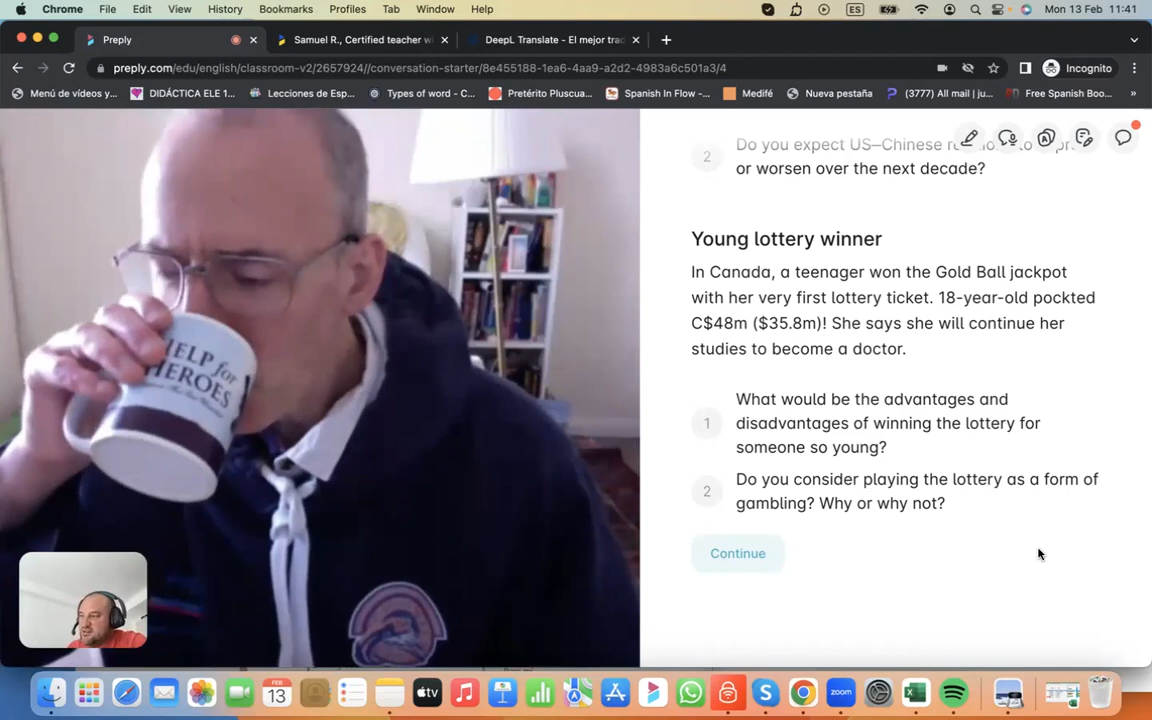 Chrome File Edit View History Bookmarks Profiles Tab Window Help ES Mon 13 Feb 11:41
Preply Samuel R., Certified teacher w DeepL Translate - El mejor trad
preply.com/edu/english/classroom-v2/2657924//conversation-starter/8e455188-1ea6-4aa9-a2d2-4983a6c501a3/4 Incognito
Menú de vídeos y... DIDÁCTICA ELE 1... Lecciones de Esp... Types of word - C... Pretérito Pluscua... Spanish In Flow -... Medifé Nueva pestaña (3777) All mail | ju... Free Spanish Boo... »
2 Do you expect US–Chinese
or worsen over the next decade?
Young lottery winner
In Canada, a teenager won the Gold Ball jackpot
with her very first lottery ticket. 18-year-old pockted
C$48m ($35.8m)! She says she will continue her
studies to become a doctor.
1 What would be the advantages and
disadvantages of winning the lottery for
someone so young?
2 Do you consider playing the lottery as a form of
gambling? Why or why not?
Continue
HELP for
HEROES
FEB
13
tv
zoom